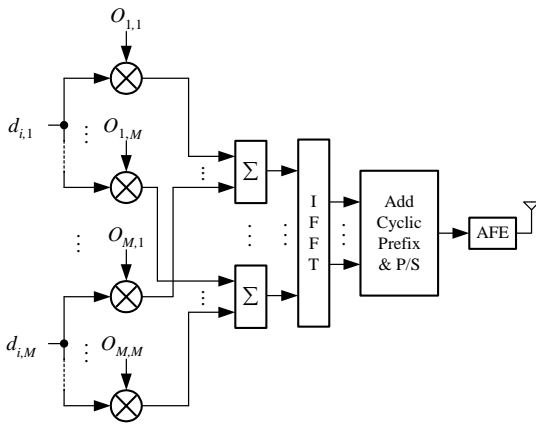 O1,1
di,1
O1,M
OM,1
di,M
OM,M
Σ
Σ
I
F
F
T
Add
Cyclic
Prefix
& P/S
AFE